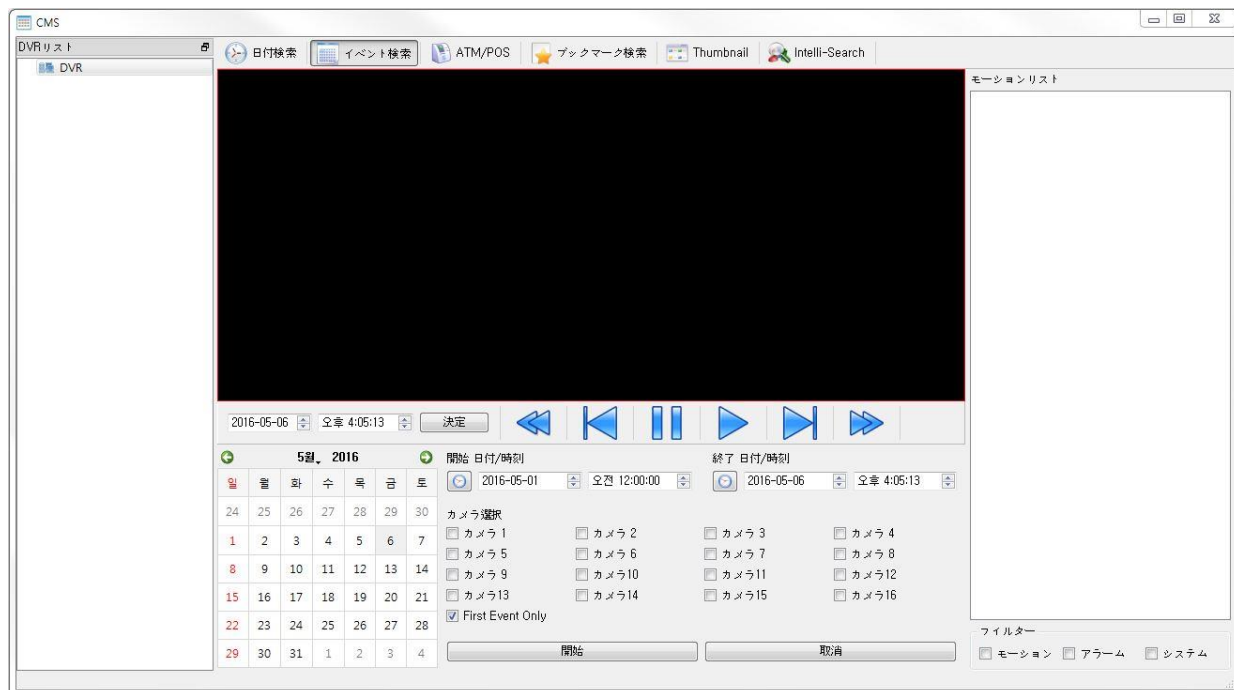 CMS
DVRリスト
DVR
日付検索 イベント検索 ATM/POS ブックマーク検索 Thumbnail Intelli-Search
モーションリスト
2016-05-06 오후 4:05:13 決定
5월, 2016
일 월 화 수 목 금 토
24 25 26 27 28 29 30
1 2 3 4 5 6 7
8 9 10 11 12 13 14
15 16 17 18 19 20 21
22 23 24 25 26 27 28
29 30 31 1 2 3 4
開始 日付/時刻 終了 日付/時刻
2016-05-01 오전 12:00:00 2016-05-06 오후 4:05:13
カメラ選択
カメラ 1 カメラ 2 カメラ 3 カメラ 4
カメラ 5 カメラ 6 カメラ 7 カメラ 8
カメラ 9 カメラ10 カメラ11 カメラ12
カメラ13 カメラ14 カメラ15 カメラ16
First Event Only
開始 取消
フィルター
モーション アラーム システム